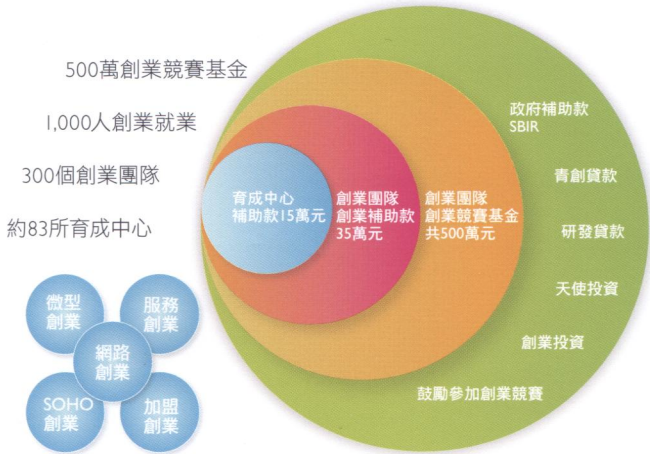 500萬創業競賽基金
1,000人創業就業
300個創業團隊
約83所育成中心
育成中心
補助款15萬元
創業團隊
創業補助款
35萬元
創業團隊
創業競賽基金
共500萬元
政府補助款
SBIR
青創貸款
研發貸款
天使投資
創業投資
鼓勵參加創業競賽
微型
創業
服務
創業
網路
創業
SOHO
創業
加盟
創業